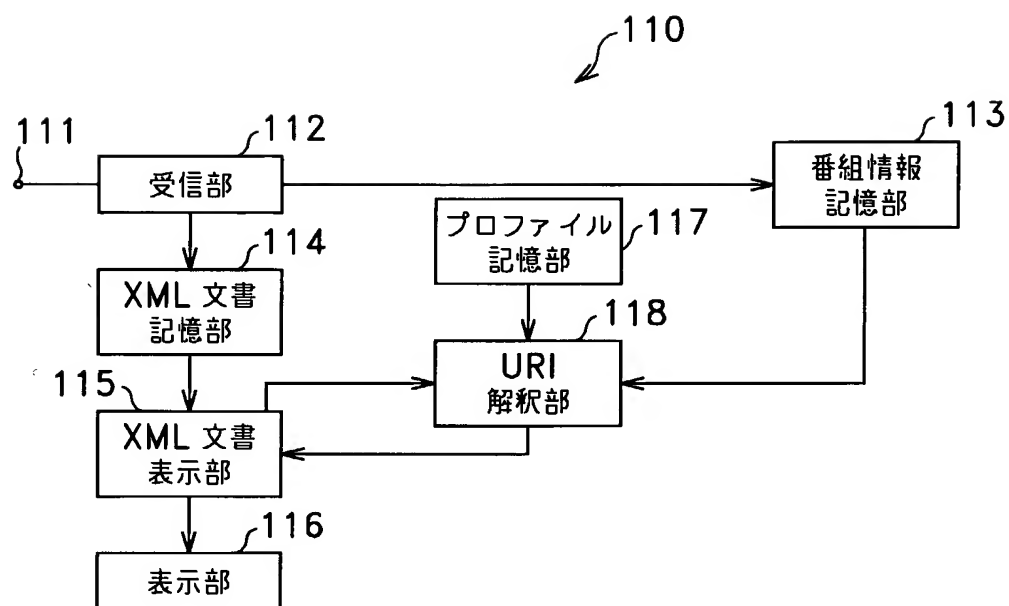 110
111
112
受信部
113
番組情報
記憶部
プロファイル
記憶部
117
114
XML 文書
記憶部
118
URI
解釈部
115
XML 文書
表示部
116
表示部